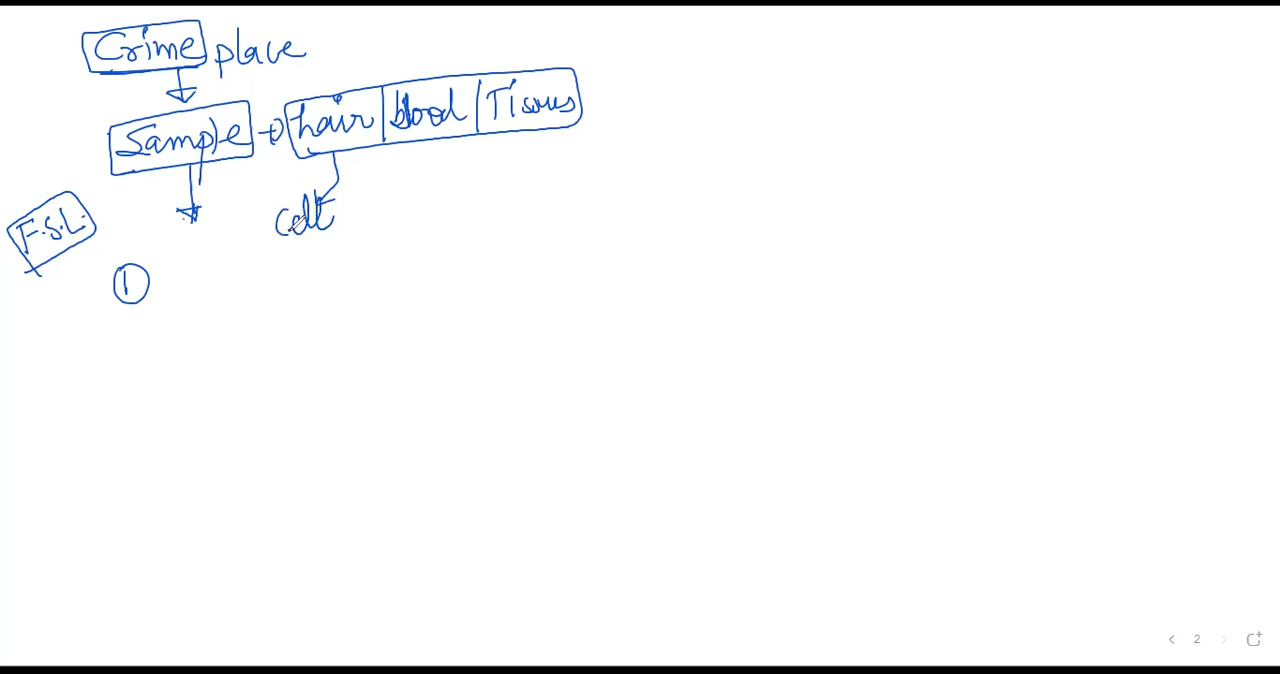 Crime place
Sample → hair | blood | Tissues
F.S.L.
cell
1
2